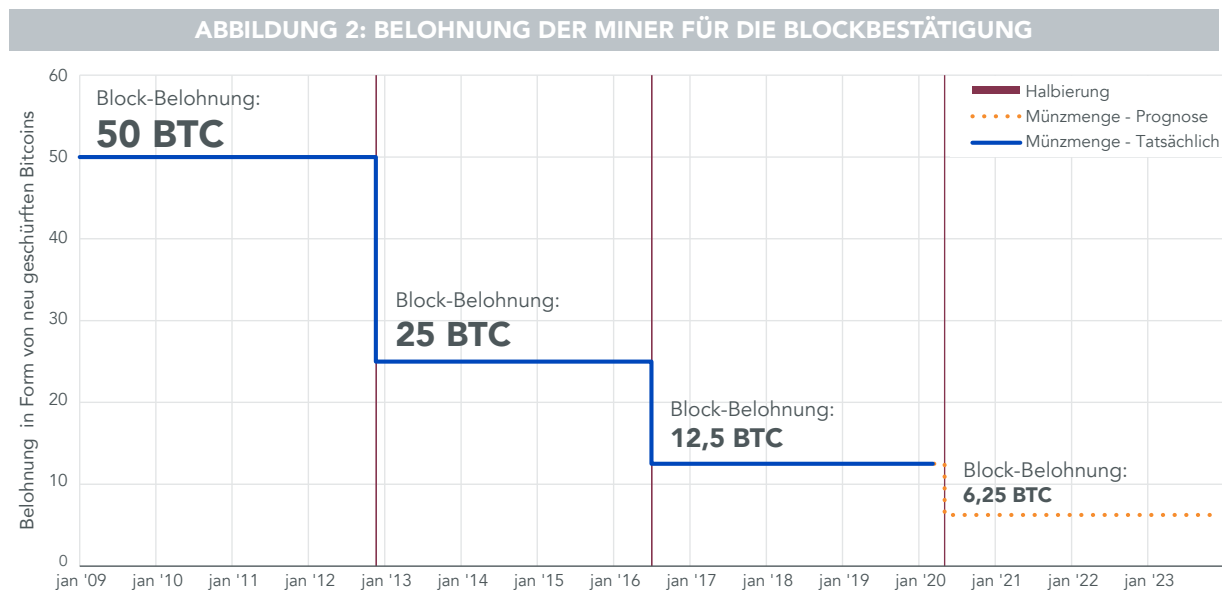 ABBILDUNG 2: BELOHNUNG DER MINER FÜR DIE BLOCKBESTÄTIGUNG
Belohnung in Form von neu geschürften Bitcoins
60
50
40
30
20
10
0
Block-Belohnung:
50 BTC
Block-Belohnung:
25 BTC
Block-Belohnung:
12,5 BTC
Block-Belohnung:
6,25 BTC
Halbierung
Münzmenge - Prognose
Münzmenge - Tatsächlich
jan '09 jan '10 jan '11 jan '12 jan '13 jan '14 jan '15 jan '16 jan '17 jan '18 jan '19 jan '20 jan '21 jan '22 jan '23